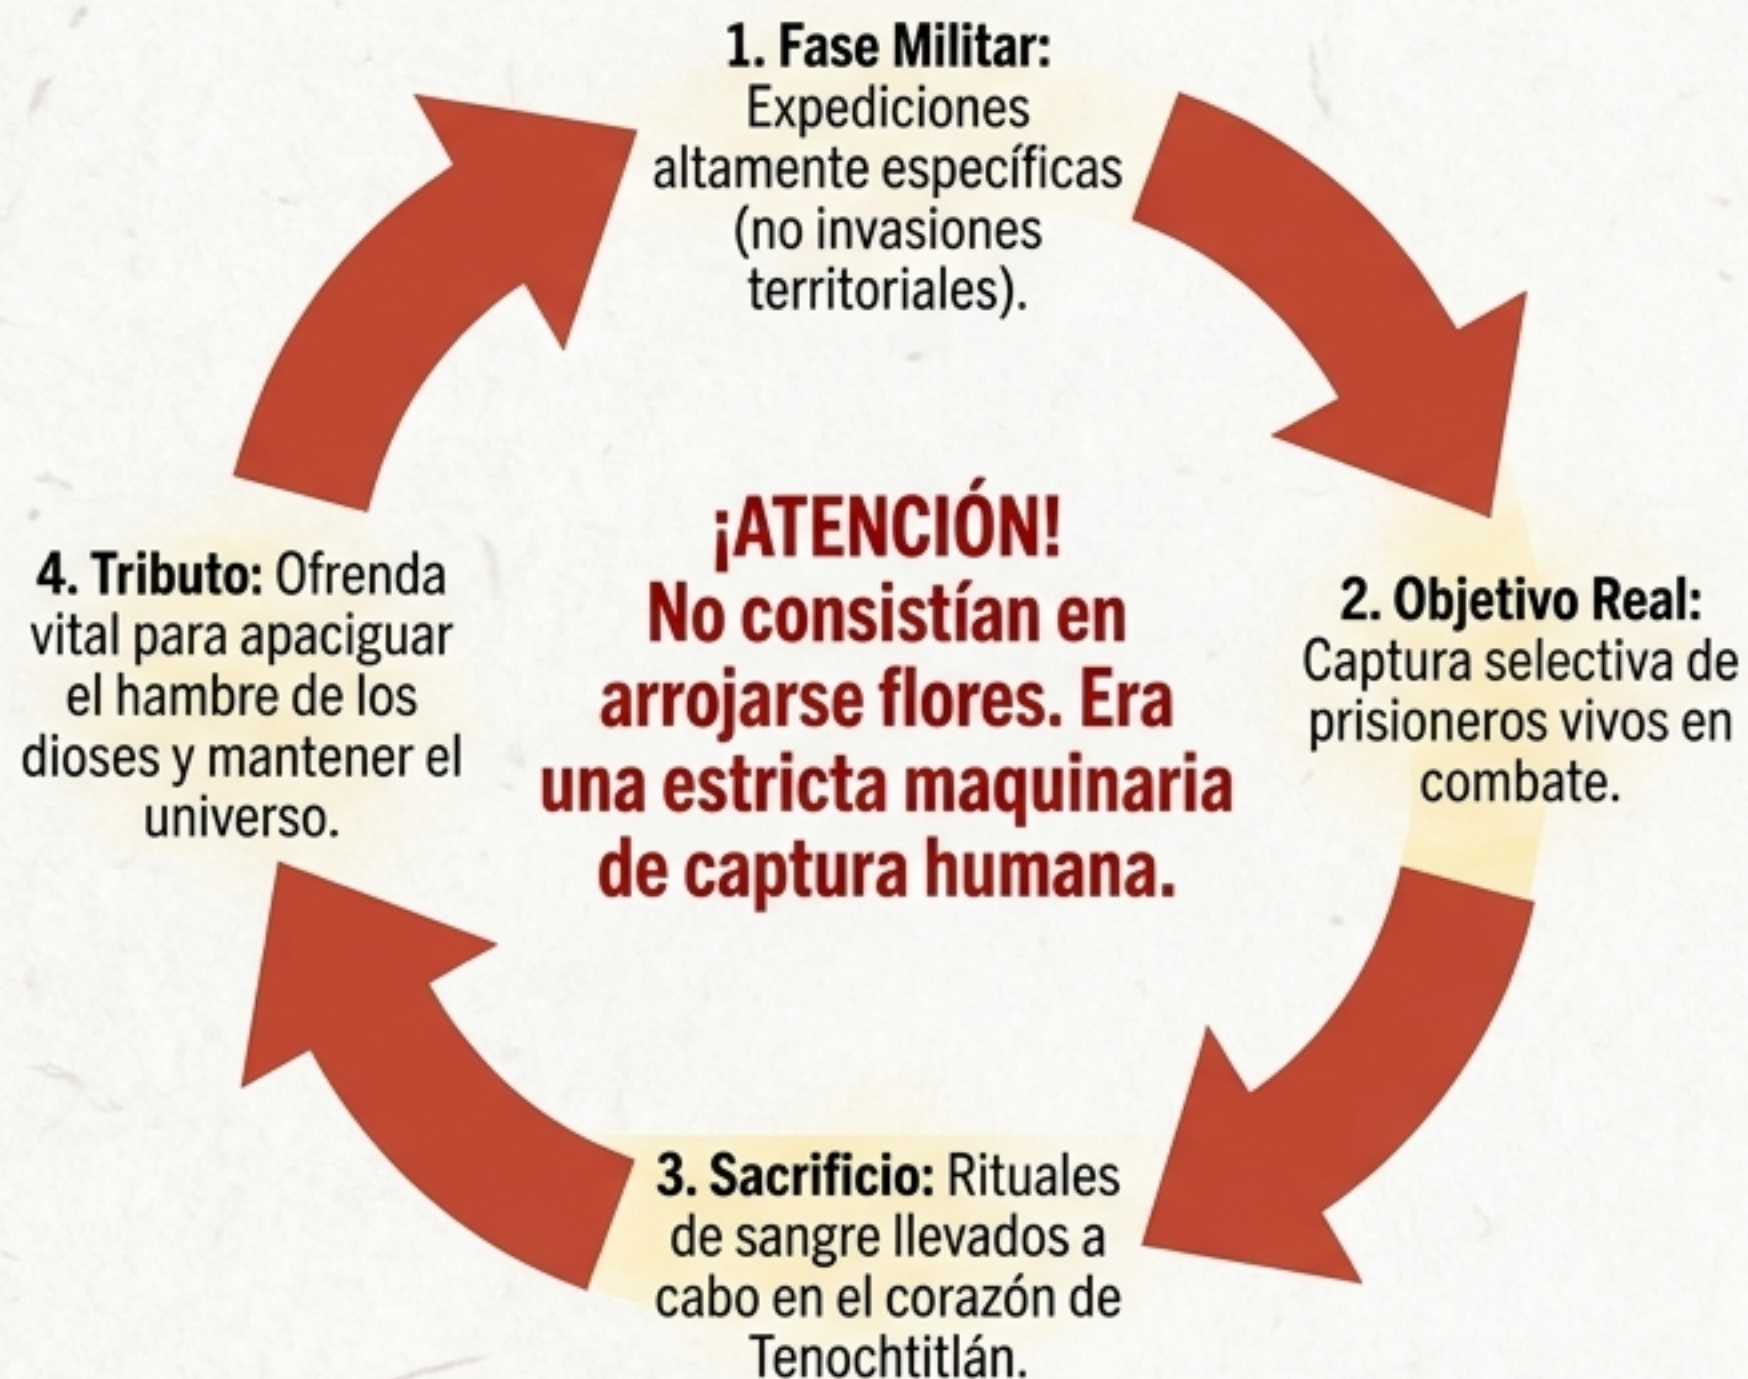 1. Fase Militar:
Expediciones
altamente específicas
(no invasiones
territoriales).
¡ATENCIÓN!
No consistían en
arrojarse flores. Era
una estricta maquinaria
de captura humana.
2. Objetivo Real:
Captura selectiva de
prisioneros vivos en
combate.
3. Sacrificio: Rituales
de sangre llevados a
cabo en el corazón de
Tenochtitlán.
4. Tributo: Ofrenda
vital para apaciguar
el hambre de los
dioses y mantener el
universo.